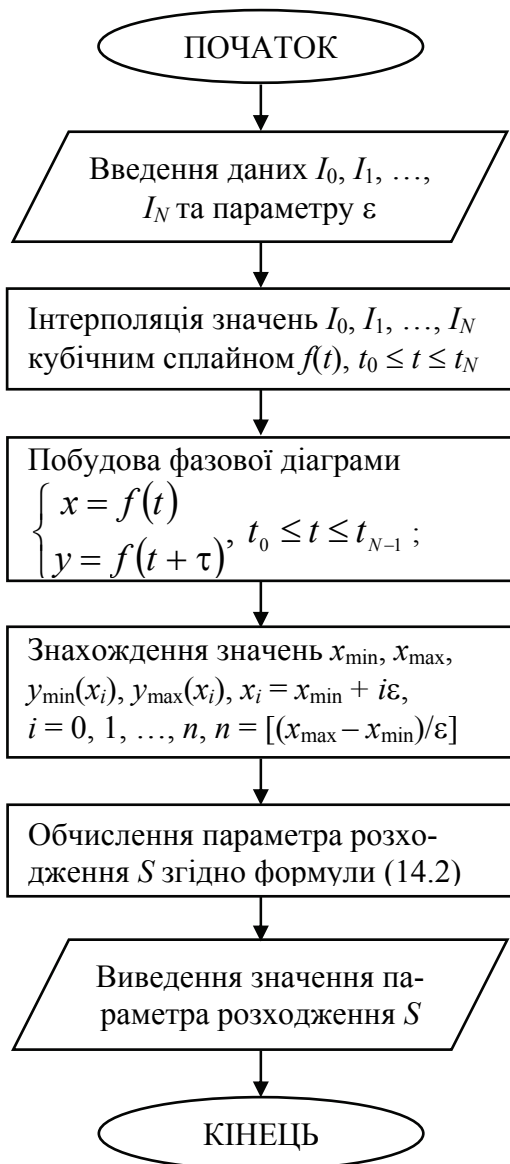 ПОЧАТОК
Введення даних I₀, I₁, …,
I_N та параметру ε
Інтерполяція значень I₀, I₁, …, I_N
кубічним сплайном f(t), t₀ ≤ t ≤ t_N
Побудова фазової діаграми
{ x = f(t)
y = f(t + τ) , t₀ ≤ t ≤ t_{N−1} ;
Знахождення значень x_min, x_max,
y_min(x_i), y_max(x_i), x_i = x_min + iε,
i = 0, 1, …, n, n = [(x_max – x_min)/ε]
Обчислення параметра розхо-
дження S згідно формули (14.2)
Виведення значення па-
раметра розходження S
КІНЕЦЬ